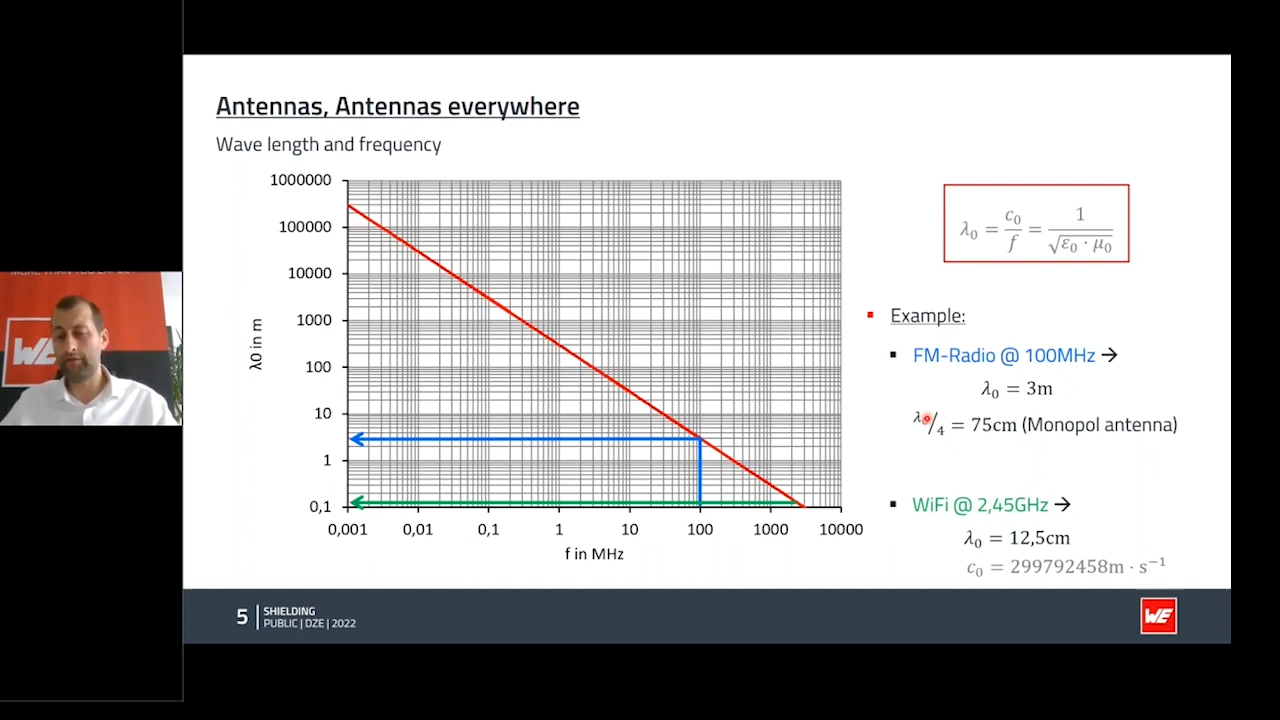 Antennas, Antennas everywhere
Wave length and frequency
1000000
100000
10000
1000
100
10
1
0,1
λ0 in m
0,001 0,01 0,1 1 10 100 1000 10000
f in MHz
λ₀ = c₀/f = 1/√(ε₀ · μ₀)
Example:
FM-Radio @ 100MHz →
λ₀ = 3m
λ₀/4 = 75cm (Monopol antenna)
WiFi @ 2,45GHz →
λ₀ = 12,5cm
c₀ = 299792458m · s⁻¹
5 SHIELDING
PUBLIC | DZE | 2022
WE
WE